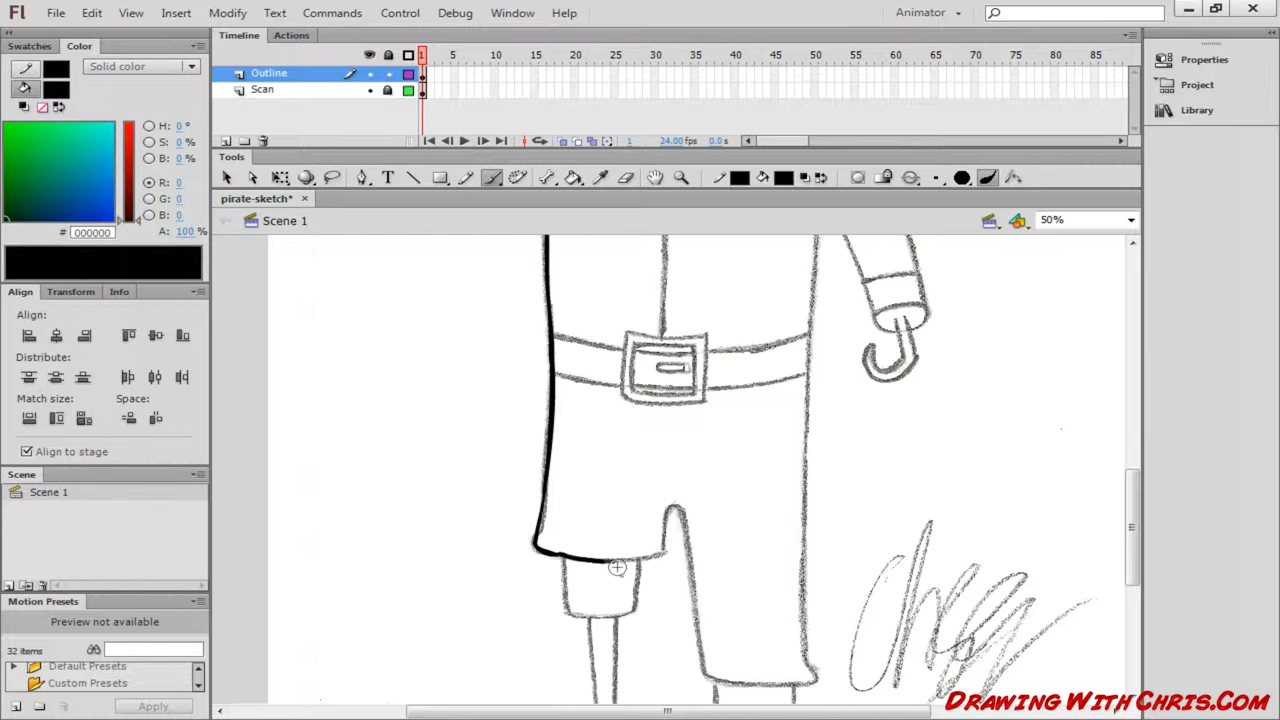 Fl File Edit View Insert Modify Text Commands Control Debug Window Help Animator
Swatches Color Timeline Actions
Solid color
1 5 10 15 20 25 30 35 40 45 50 55 60 65 70 75 80 85
Outline
Scan
H: 0 °
S: 0 %
B: 0 %
R: 0
G: 0
B: 0
# 000000 A: 100 %
1 24.00 fps 0.0 s
Tools
pirate-sketch*
Scene 1 50%
Properties
Project
Library
Align Transform Info
Align:
Distribute:
Match size: Space:
Align to stage
Scene
Scene 1
Motion Presets
Preview not available
32 items
Default Presets
Custom Presets
Apply
Chris
DrawingWithChris.Com